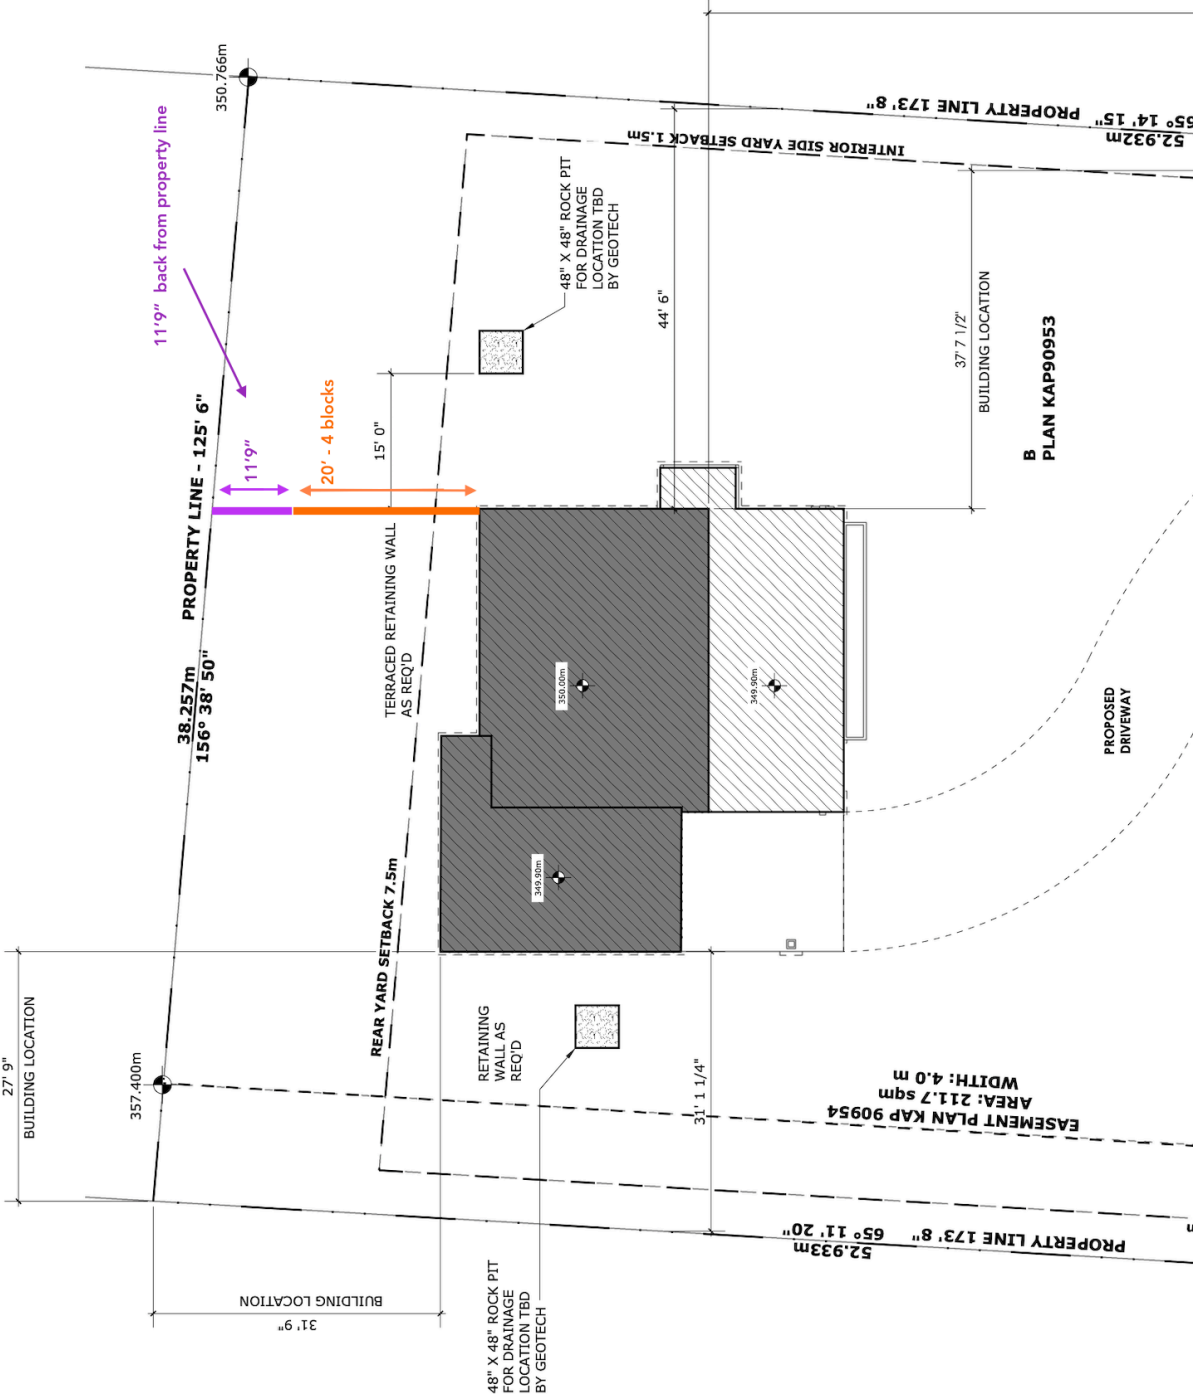 350.766m
11'9" back from property line
PROPERTY LINE 173' 8"
65° 14' 15"
52.932m
INTERIOR SIDE YARD SETBACK 1.5m
48" X 48" ROCK PIT
FOR DRAINAGE
LOCATION TBD
BY GEOTECH
44' 6"
37' 7 1/2"
BUILDING LOCATION
B
PLAN KAP90953
PROPERTY LINE - 125' 6"
38.257m
156° 38' 50"
11'9"
20' - 4 blocks
15' 0"
TERRACED RETAINING WALL
AS REQ'D
350.00m
349.90m
349.90m
PROPOSED
DRIVEWAY
REAR YARD SETBACK 7.5m
27' 9"
BUILDING LOCATION
357.400m
RETAINING
WALL AS
REQ'D
31' 1 1/4"
EASEMENT PLAN KAP 90954
AREA: 211.7 sqm
WDITH: 4.0 m
PROPERTY LINE 173' 8"
65° 11' 20"
52.933m
BUILDING LOCATION
31' 9"
48" X 48" ROCK PIT
FOR DRAINAGE
LOCATION TBD
BY GEOTECH